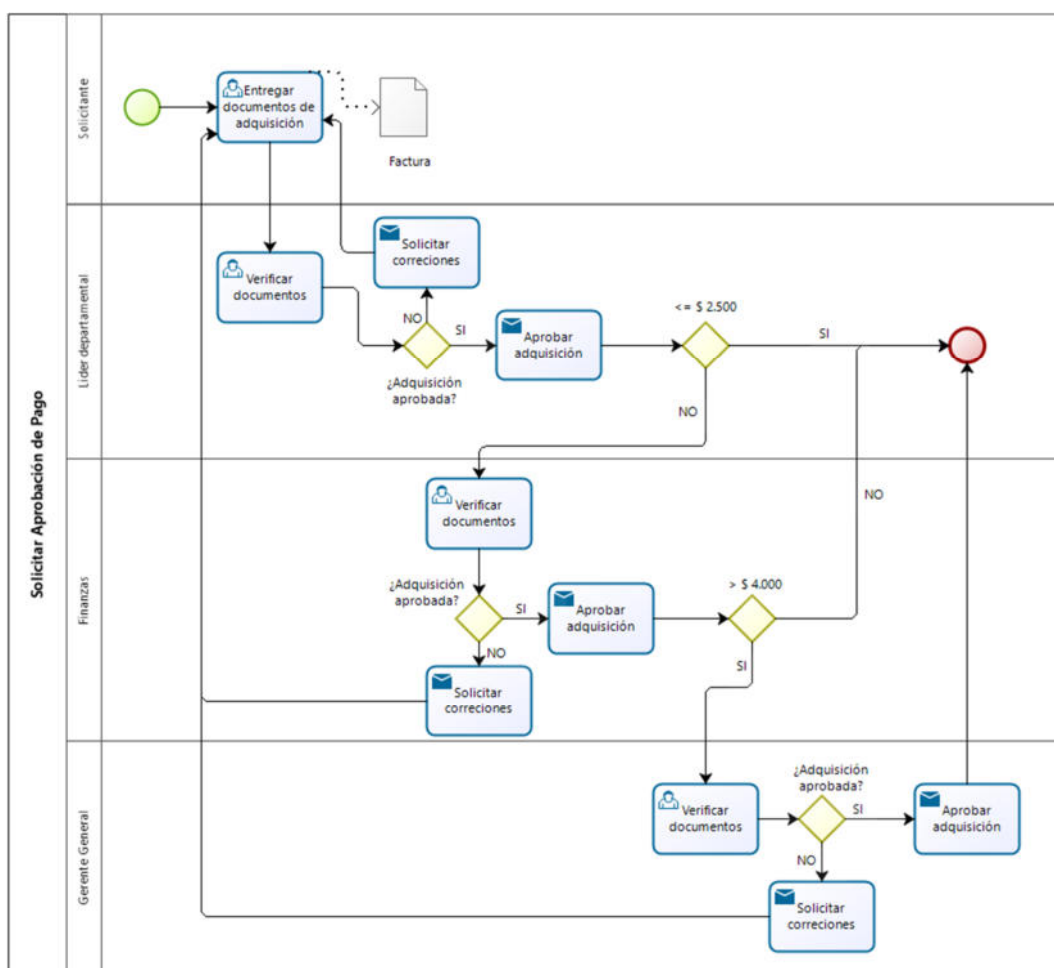 Solicitar Aprobación de Pago
Solicitante
Entregar
documentos de
adquisición
Factura
Líder departamental
Solicitar
correciones
Verificar
documentos
NO
SI
¿Adquisición
aprobada?
Aprobar
adquisición
<= $ 2.500
SI
NO
Finanzas
Verificar
documentos
NO
¿Adquisición
aprobada?
SI
Aprobar
adquisición
> $ 4.000
NO
Solicitar
correciones
SI
Gerente General
Verificar
documentos
¿Adquisición
aprobada?
SI
Aprobar
adquisición
NO
Solicitar
correciones